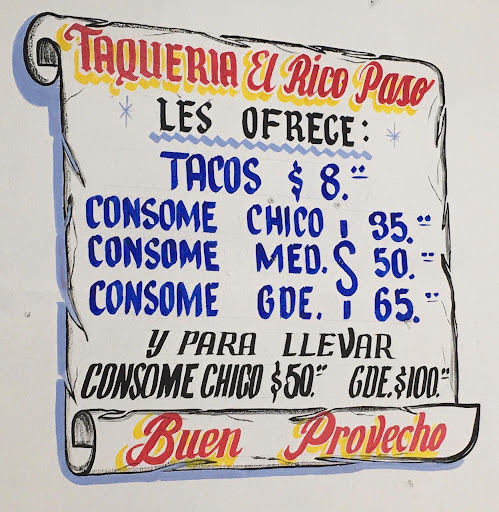 TAQUERIA El Rico Paso
LES OFRECE:
TACOS $ 8.00
CONSOME CHICO 35.00
CONSOME MED. $ 50.00
CONSOME GDE. 65.00
Y PARA LLEVAR
CONSOME CHICO $50.00 GDE. $100.00
Buen Provecho